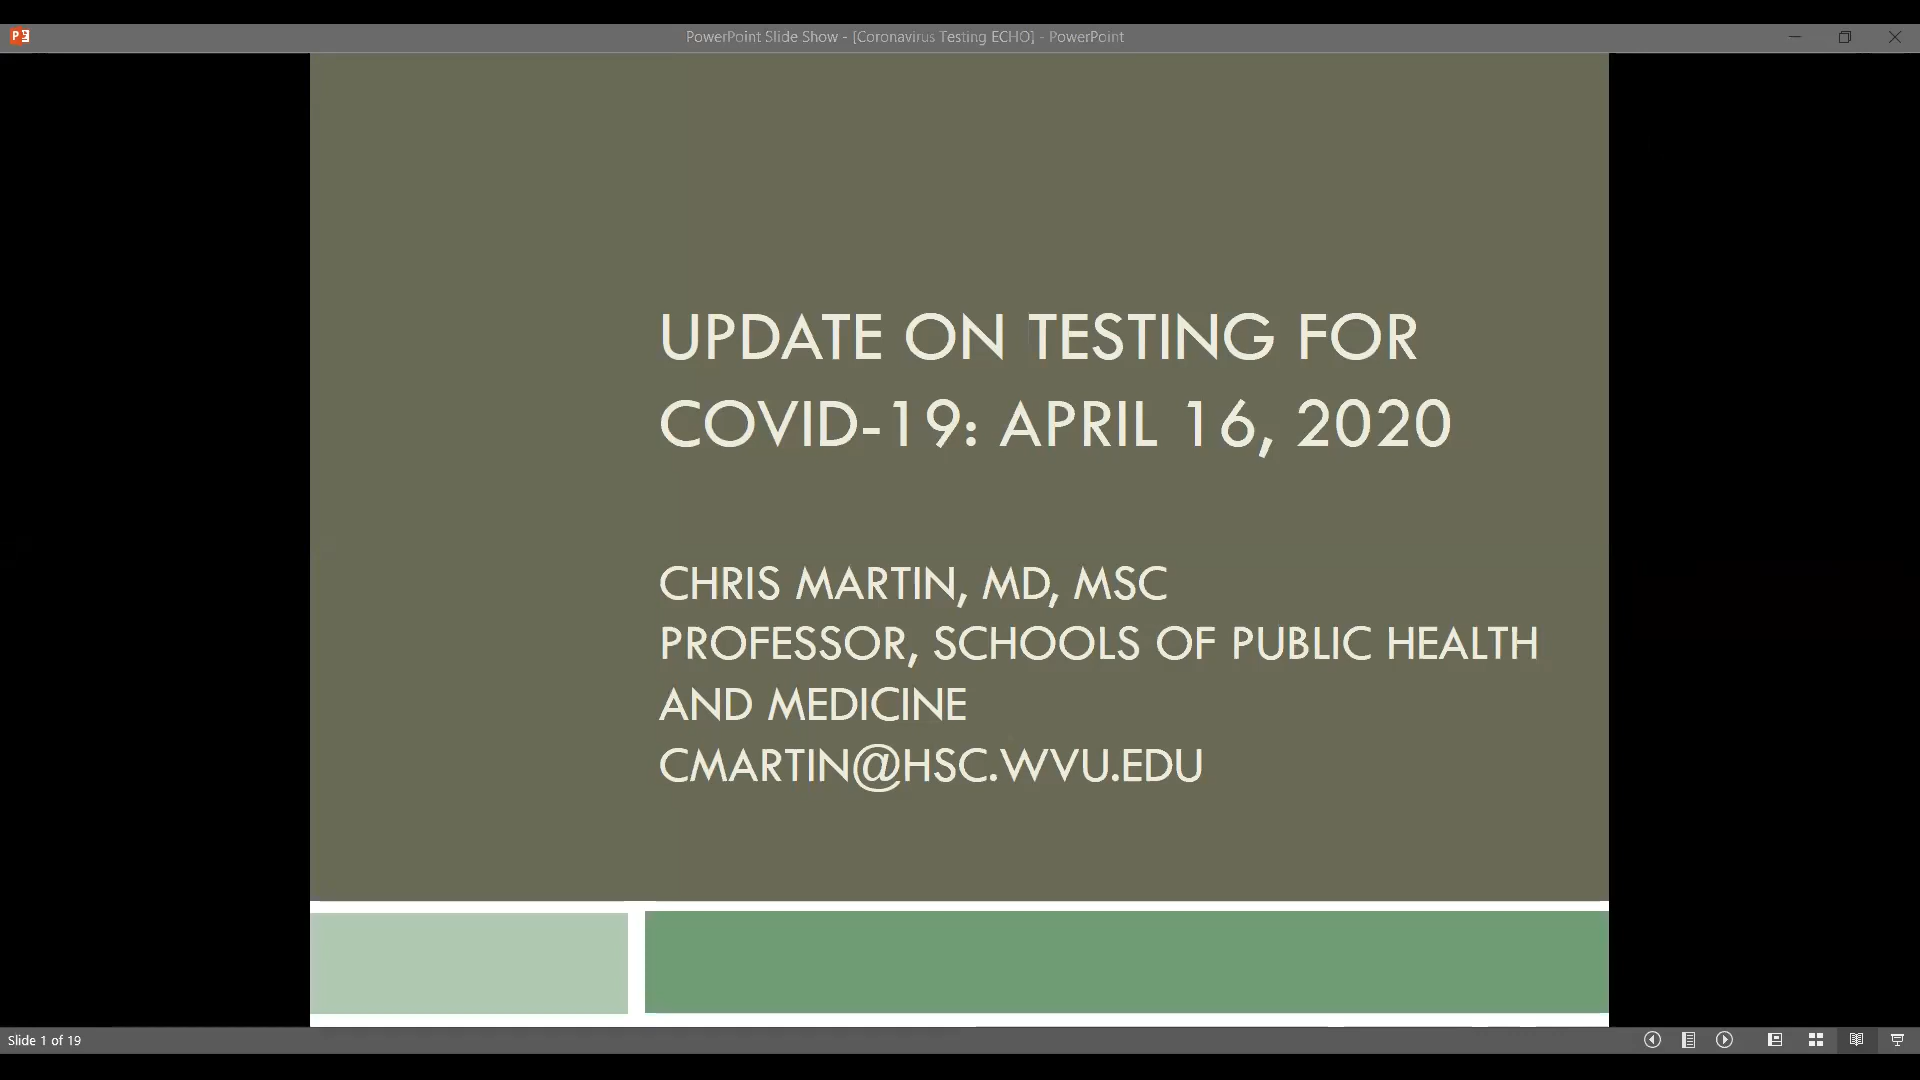 PowerPoint Slide Show - [Coronavirus Testing ECHO] - PowerPoint
UPDATE ON TESTING FOR
COVID-19: APRIL 16, 2020
CHRIS MARTIN, MD, MSC
PROFESSOR, SCHOOLS OF PUBLIC HEALTH
AND MEDICINE
CMARTIN@HSC.WVU.EDU
Slide 1 of 19